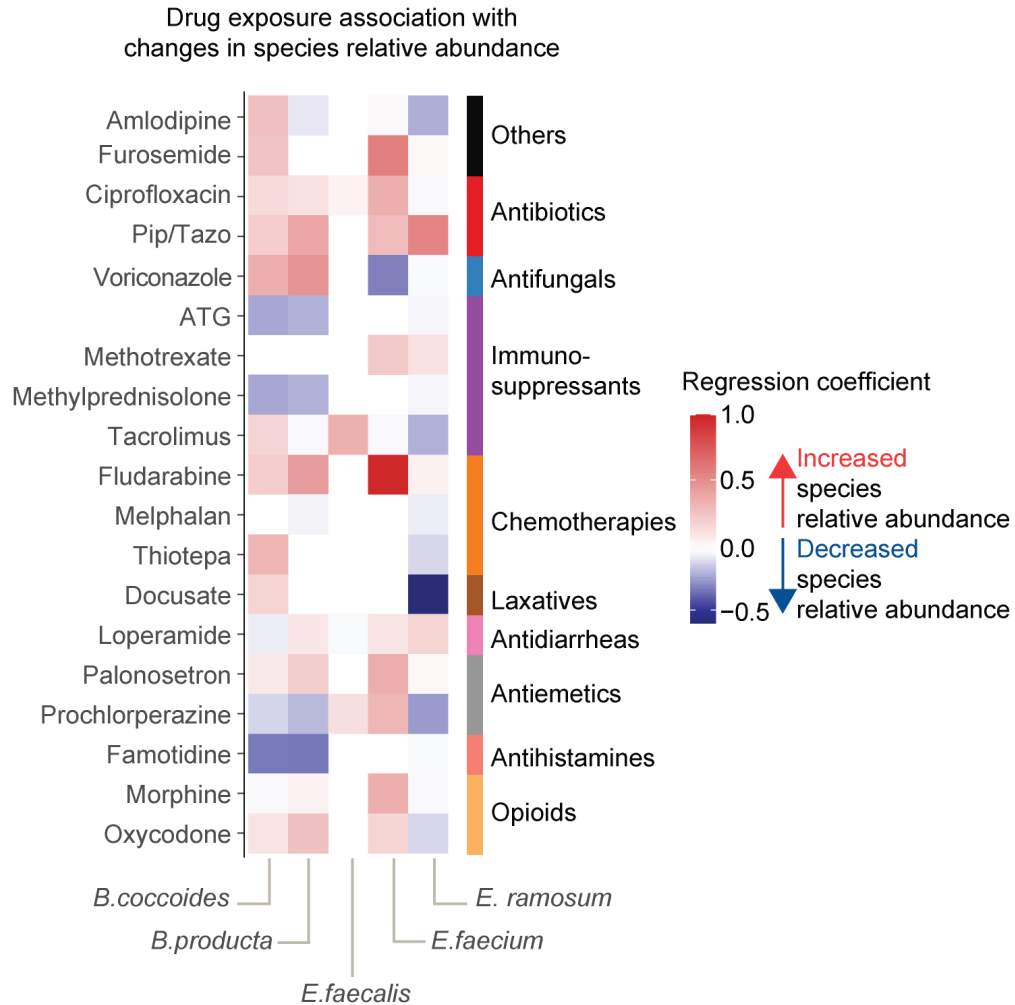 Drug exposure association with
changes in species relative abundance
Amlodipine
Furosemide
Ciprofloxacin
Pip/Tazo
Voriconazole
ATG
Methotrexate
Methylprednisolone
Tacrolimus
Fludarabine
Melphalan
Thiotepa
Docusate
Loperamide
Palonosetron
Prochlorperazine
Famotidine
Morphine
Oxycodone
Others
Antibiotics
Antifungals
Immuno-
suppressants
Chemotherapies
Laxatives
Antidiarrheas
Antiemetics
Antihistamines
Opioids
Regression coefficient
1.0
0.5
0.0
−0.5
Increased
species
relative abundance
Decreased
species
relative abundance
B.coccoides
B.producta
E.faecalis
E.faecium
E. ramosum